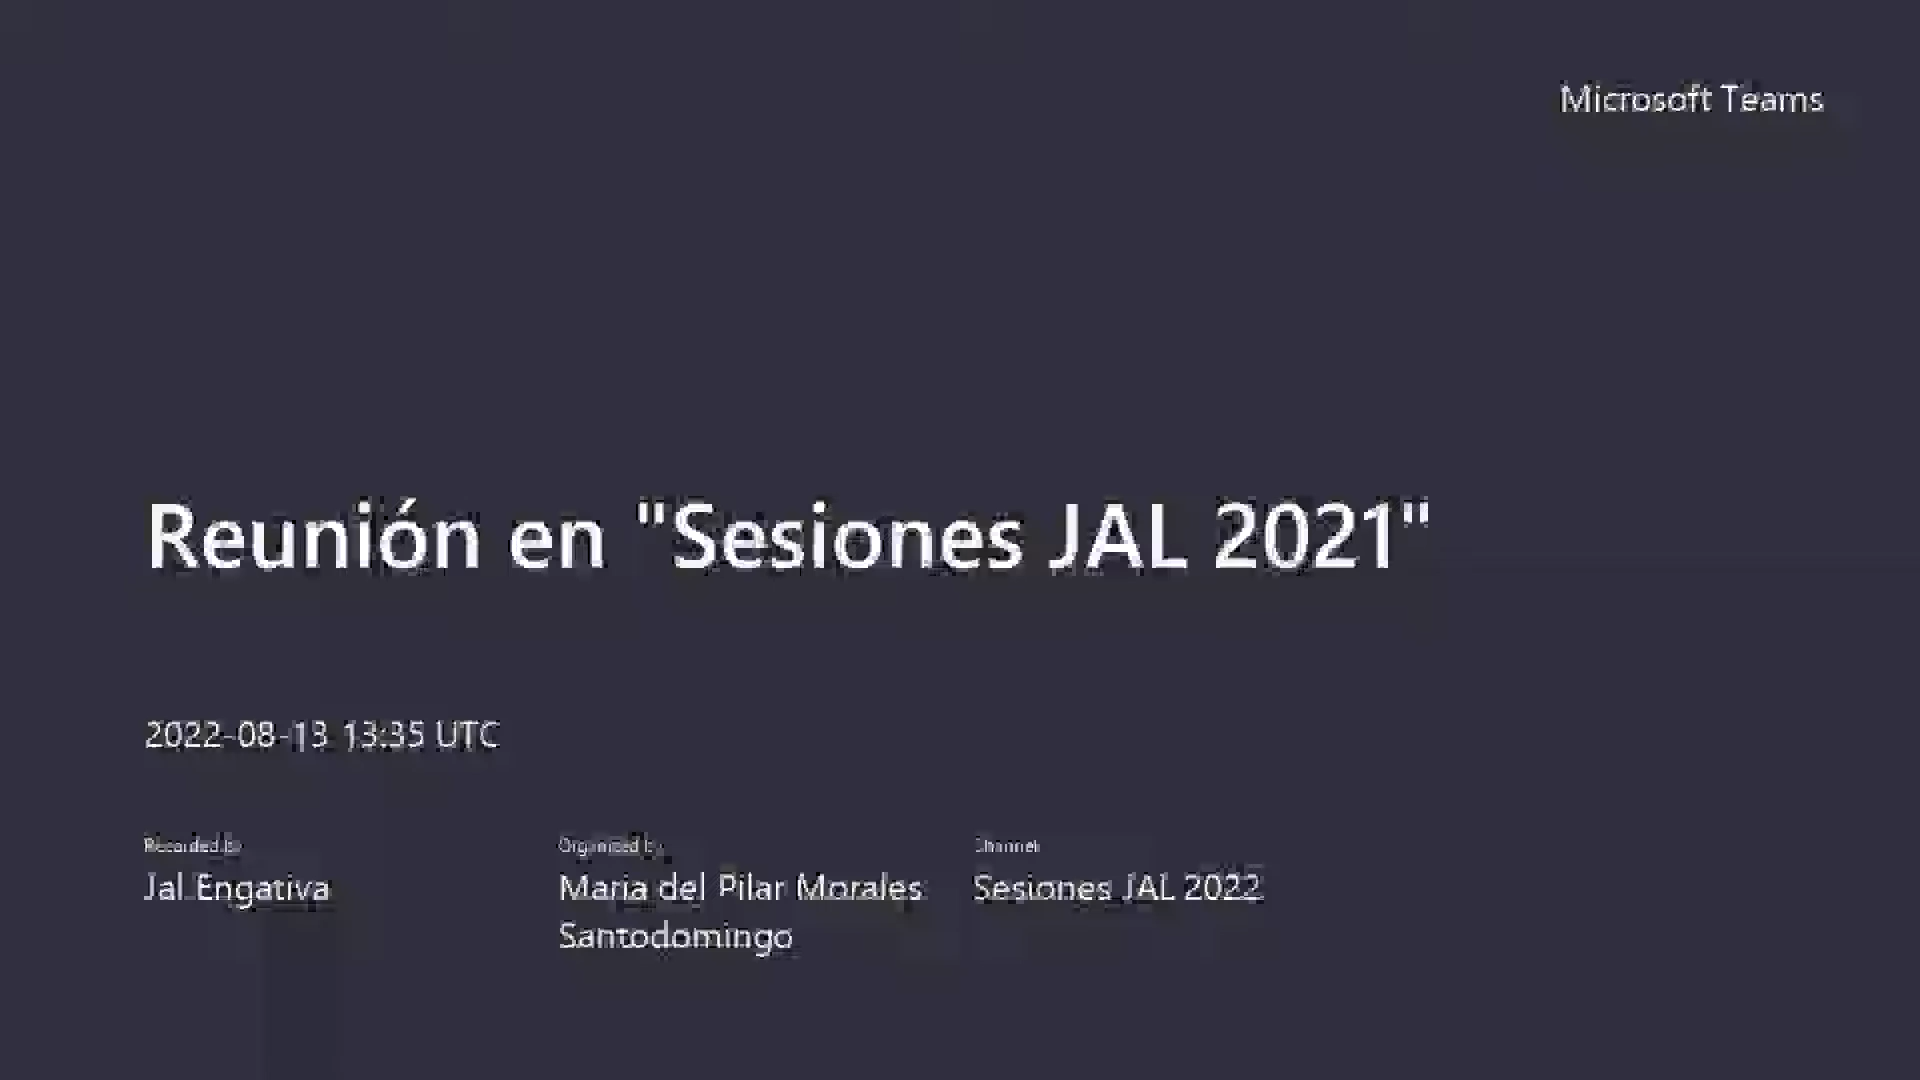 Microsoft Teams
Reunión en "Sesiones JAL 2021"
2022-08-13 13:35 UTC
Recorded by
Organized by
Channel
Jal Engativa
Maria del Pilar Morales
Santodomingo
Sesiones JAL 2022